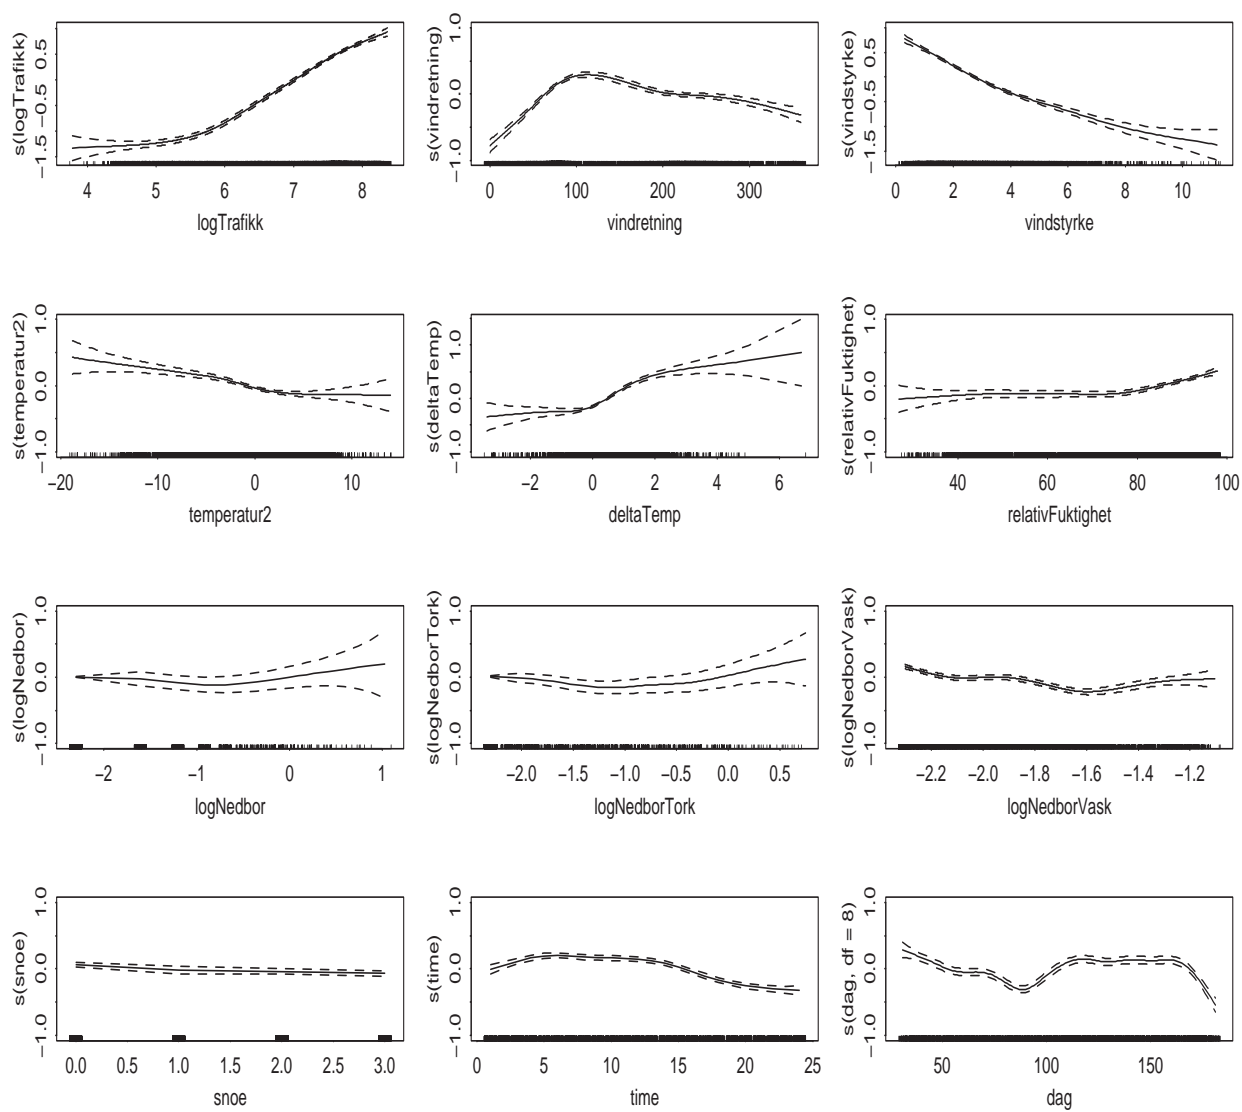 s(logTrafikk)
0.5
−0.5
−1.5
4 5 6 7 8
logTrafikk
s(vindretning)
1.0
0.0
−1.0
0 100 200 300
vindretning
s(vindstyrke)
0.5
−0.5
−1.5
0 2 4 6 8 10
vindstyrke
s(temperatur2)
1.0
0.0
−1.0
−20 −10 0 10
temperatur2
s(deltaTemp)
1.0
0.0
−1.0
−2 0 2 4 6
deltaTemp
s(relativFuktighet)
1.0
0.0
−1.0
40 60 80 100
relativFuktighet
s(logNedbor)
1.0
0.0
−1.0
−2 −1 0 1
logNedbor
s(logNedborTork)
1.0
0.0
−1.0
−2.0 −1.5 −1.0 −0.5 0.0 0.5
logNedborTork
s(logNedborVask)
1.0
0.0
−1.0
−2.2 −2.0 −1.8 −1.6 −1.4 −1.2
logNedborVask
s(snoe)
1.0
0.0
−1.0
0.0 0.5 1.0 1.5 2.0 2.5 3.0
snoe
s(time)
1.0
0.0
−1.0
0 5 10 15 20 25
time
s(dag, df = 8)
1.0
0.0
−1.0
50 100 150
dag